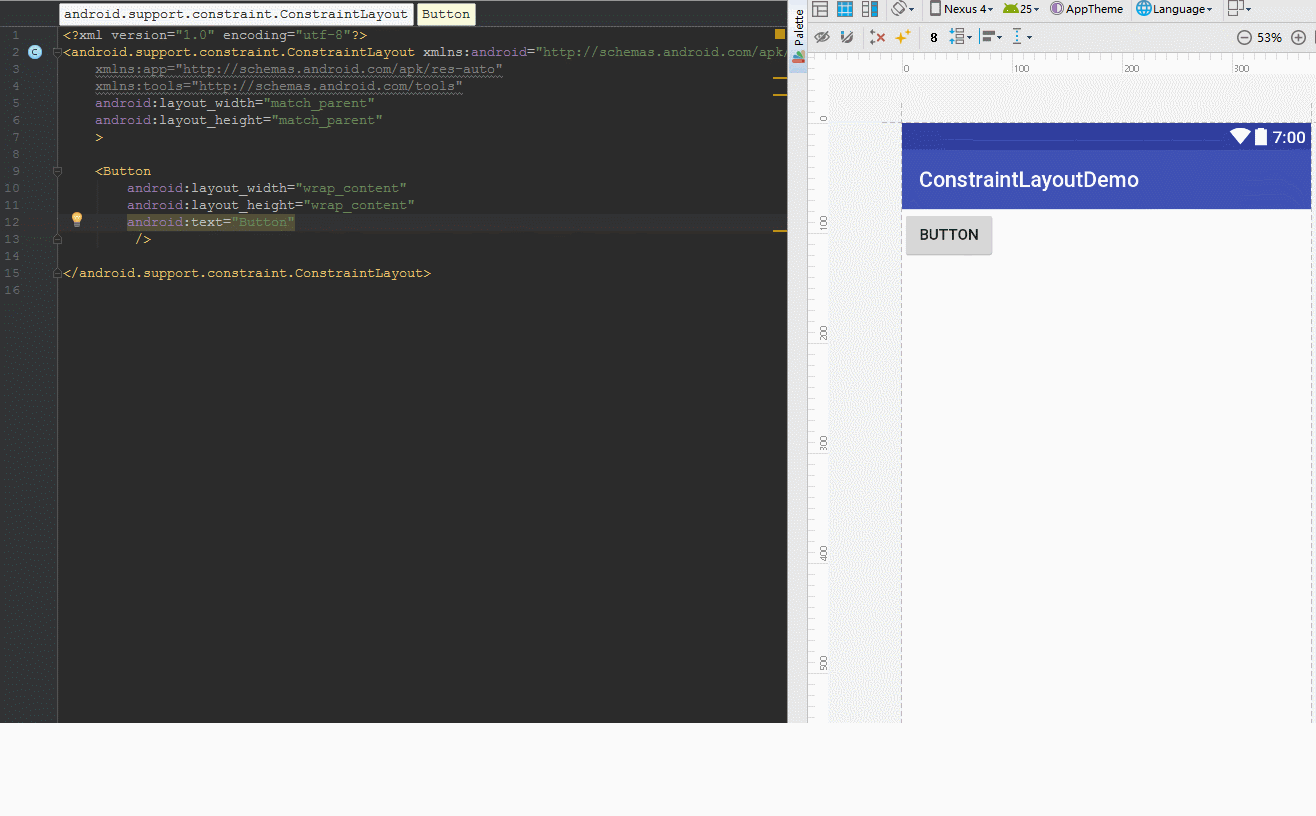 android.support.constraint.ConstraintLayout Button
1 <?xml version="1.0" encoding="utf-8"?>
2 C <android.support.constraint.ConstraintLayout xmlns:android="http://schemas.android.com/apk/
3 xmlns:app="http://schemas.android.com/apk/res-auto"
4 xmlns:tools="http://schemas.android.com/tools"
5 android:layout_width="match_parent"
6 android:layout_height="match_parent"
7 >
8
9 <Button
10 android:layout_width="wrap_content"
11 android:layout_height="wrap_content"
12 android:text="Button"
13 />
14
15 </android.support.constraint.ConstraintLayout>
16
Palette
Nexus 4 25 AppTheme Language
8 53%
0 100 200 300
0
100
200
300
400
500
7:00
ConstraintLayoutDemo
BUTTON